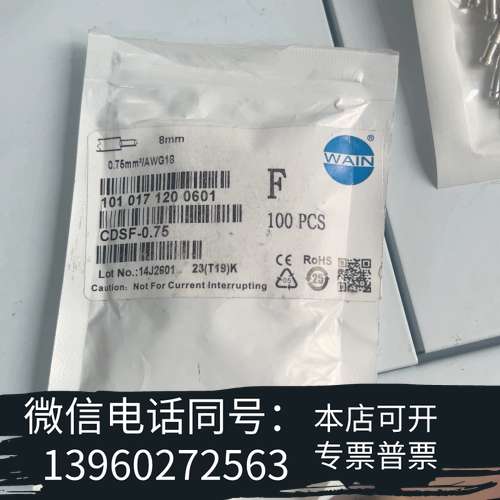 8mm
0.75mm²/AWG18
101 017 120 0601
CDSF-0.75
Lot No.:14J2601 23(T19)K
Caution: Not For Current Interrupting
F
100 PCS
WAIN®
CE RoHS
25
微信电话同号：
13960272563
本店可开
专票普票